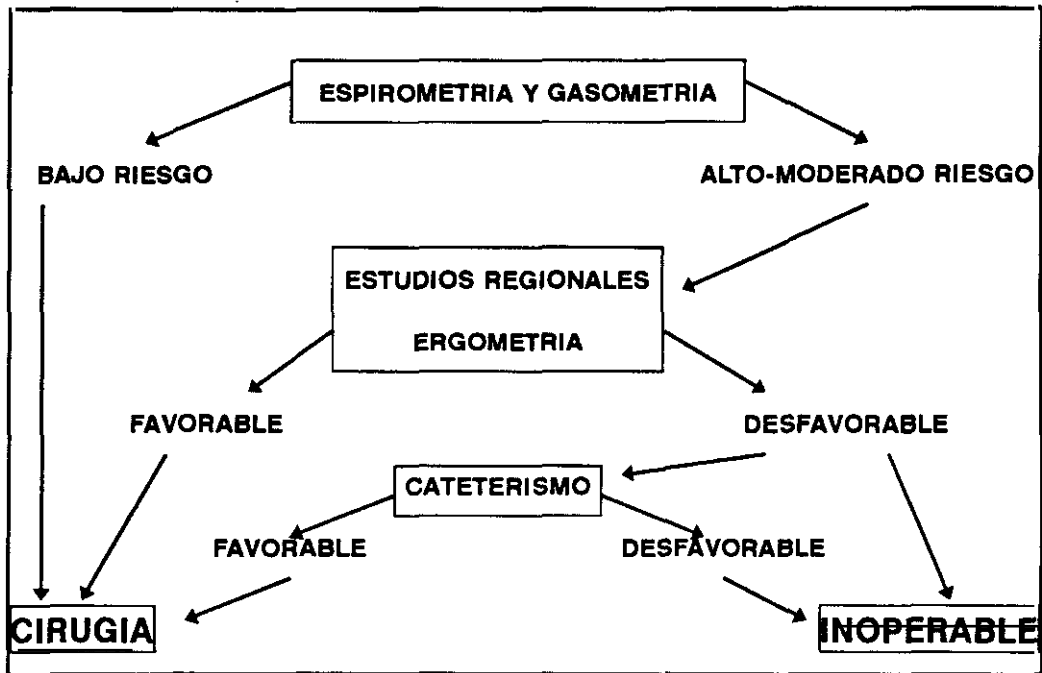 ESPIROMETRIA Y GASOMETRIA
BAJO RIESGO
ALTO-MODERADO RIESGO
ESTUDIOS REGIONALES
ERGOMETRIA
FAVORABLE
DESFAVORABLE
CATETERISMO
FAVORABLE
DESFAVORABLE
CIRUGIA
INOPERABLE